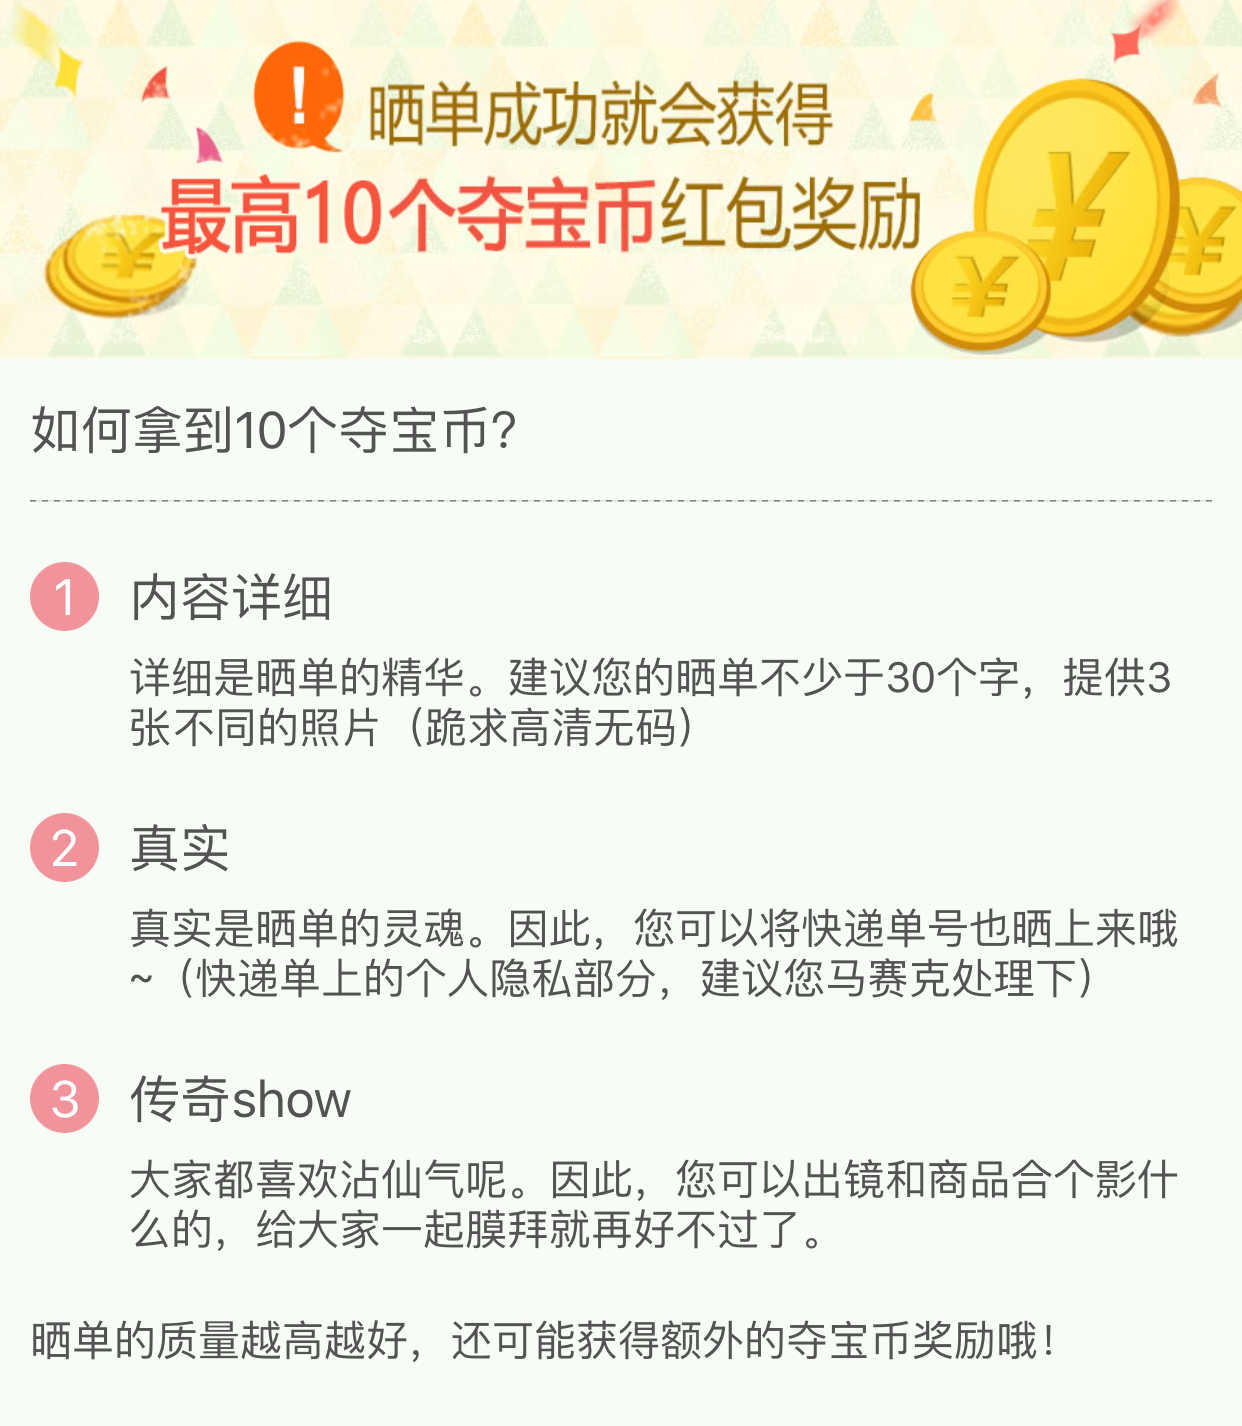 !
晒单成功就会获得
最高10个夺宝币红包奖励
¥
¥
¥
¥
如何拿到10个夺宝币?
1 内容详细
详细是晒单的精华。建议您的晒单不少于30个字，提供3
张不同的照片（跪求高清无码）
2 真实
真实是晒单的灵魂。因此，您可以将快递单号也晒上来哦
~（快递单上的个人隐私部分，建议您马赛克处理下）
3 传奇show
大家都喜欢沾仙气呢。因此，您可以出镜和商品合个影什
么的，给大家一起膜拜就再好不过了。
晒单的质量越高越好，还可能获得额外的夺宝币奖励哦！